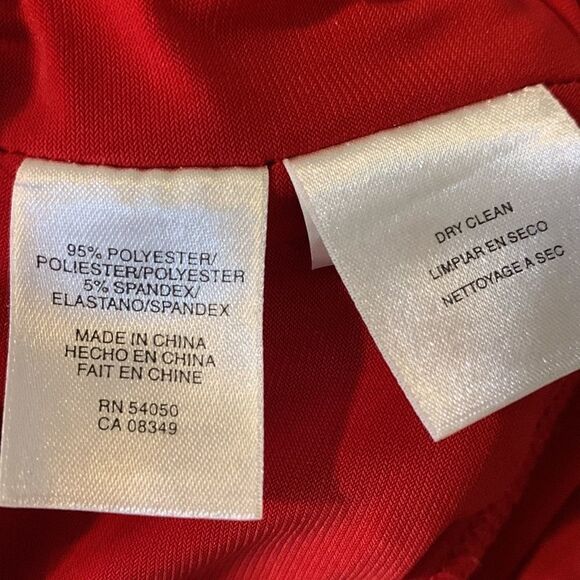 95% POLYESTER/
POLIESTER/POLYESTER
5% SPANDEX/
ELASTANO/SPANDEX
MADE IN CHINA
HECHO EN CHINA
FAIT EN CHINE
RN 54050
CA 08349
DRY CLEAN
LIMPIAR EN SECO
NETTOYAGE A SEC